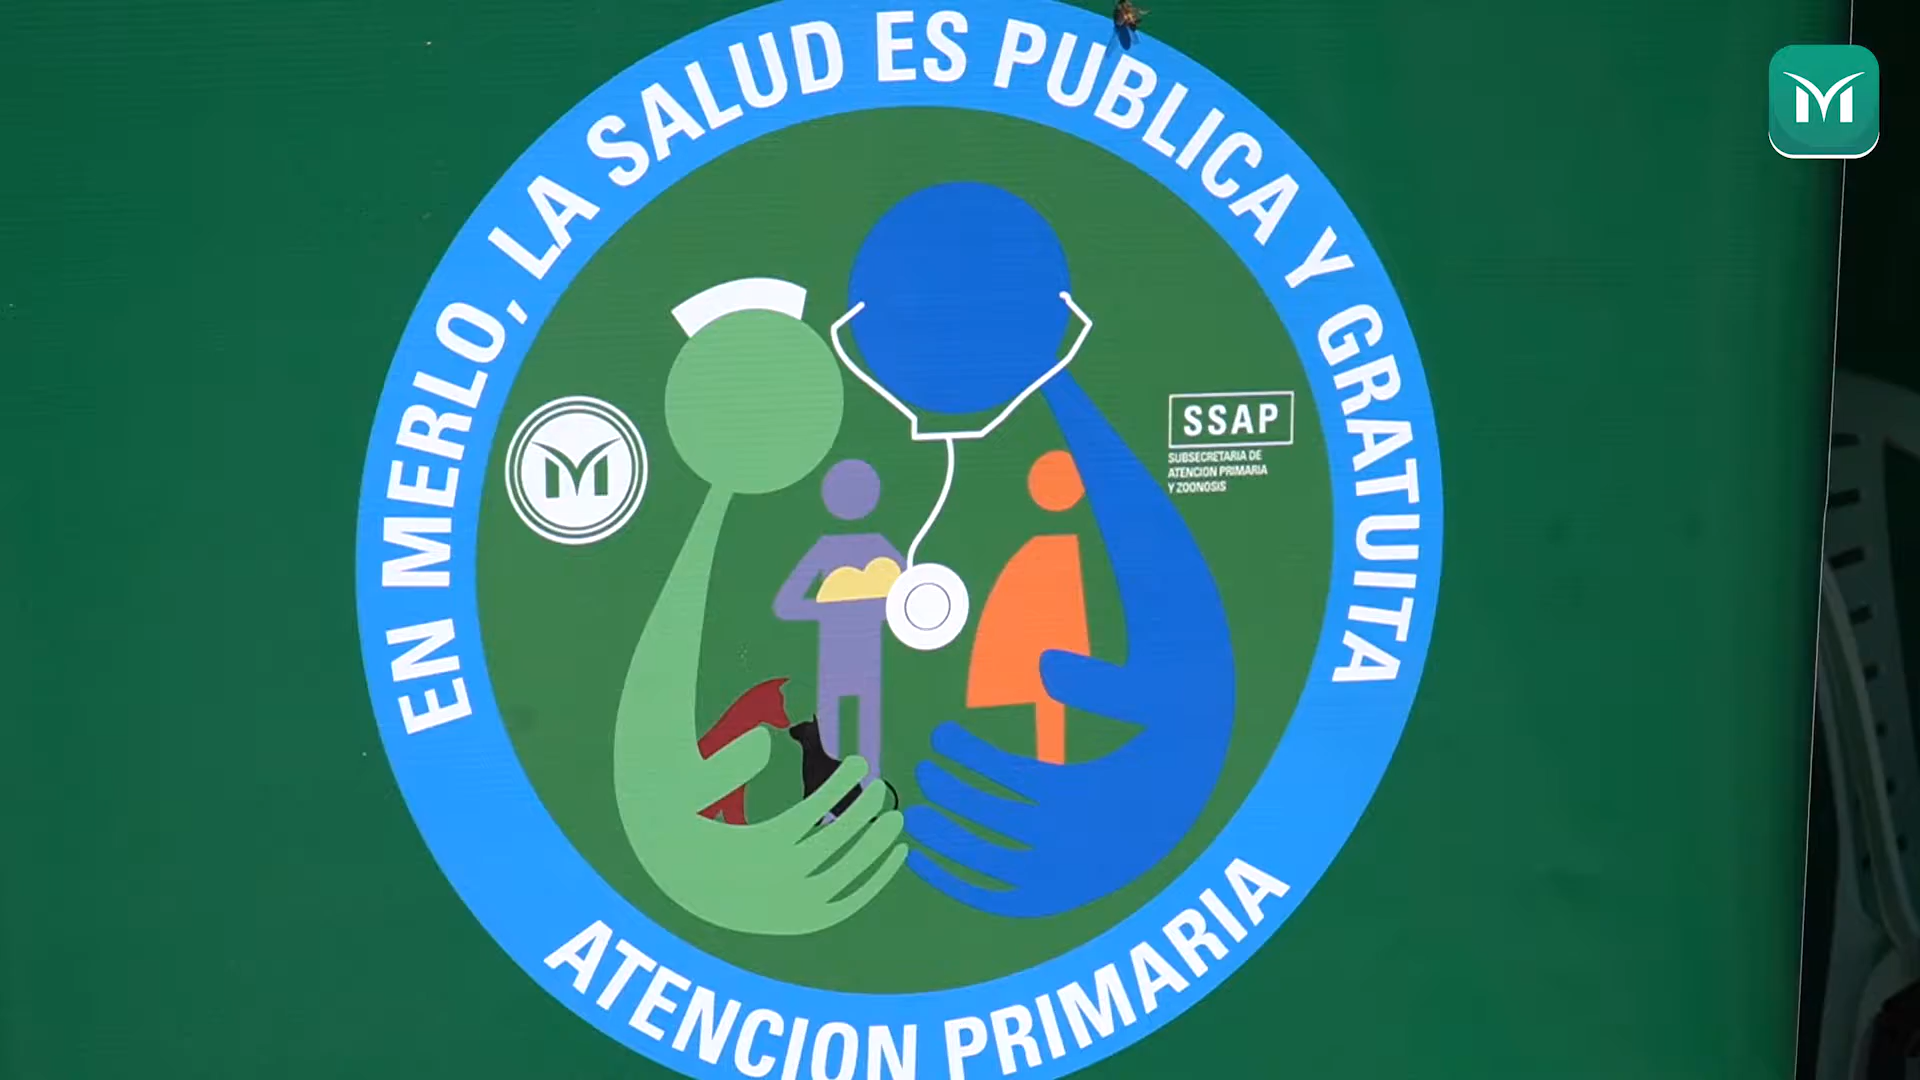 EN MERLO, LA SALUD ES PUBLICA Y GRATUITA
M
M
SSAP
SUBSECRETARIA DE
ATENCION PRIMARIA
Y ZOONOSIS
ATENCION PRIMARIA